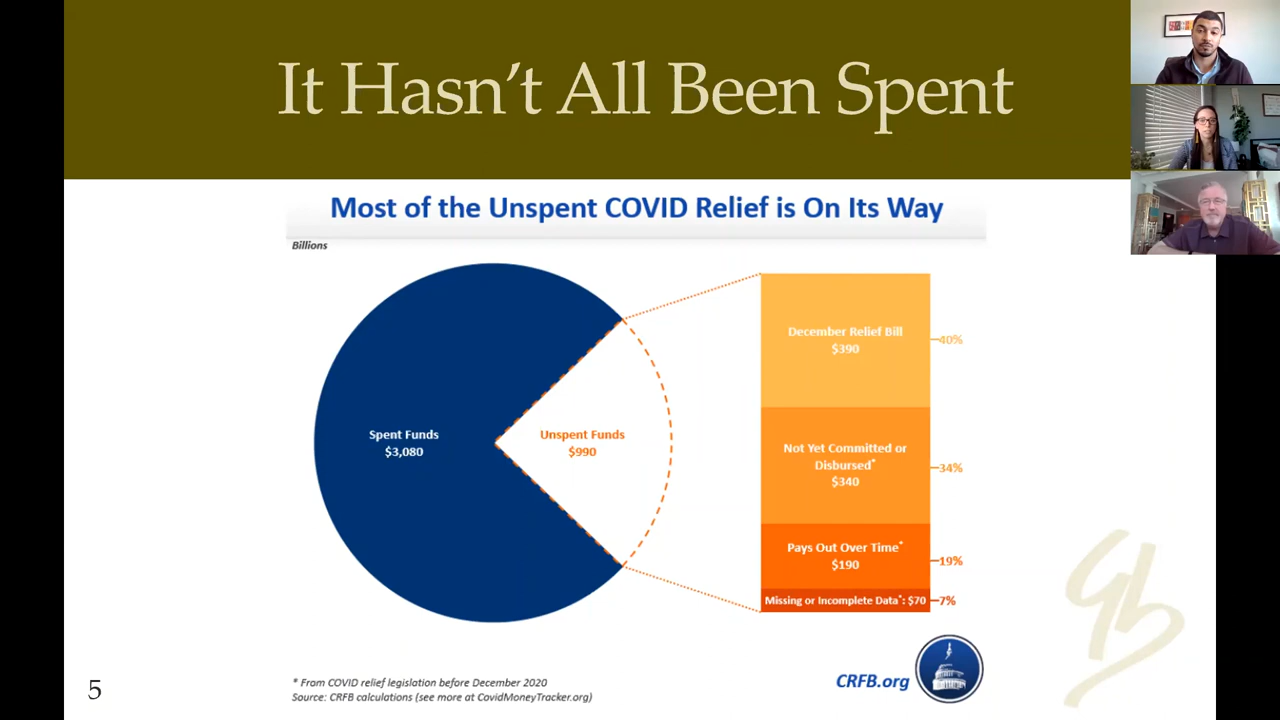 It Hasn't All Been Spent
Most of the Unspent COVID Relief is On Its Way
Billions
Spent Funds
$3,080
Unspent Funds
$990
December Relief Bill
$390
40%
Not Yet Committed or
Disbursed*
$340
34%
Pays Out Over Time*
$190
19%
Missing or Incomplete Data*: $70
7%
* From COVID relief legislation before December 2020
Source: CRFB calculations (see more at CovidMoneyTracker.org)
CRFB.org
5